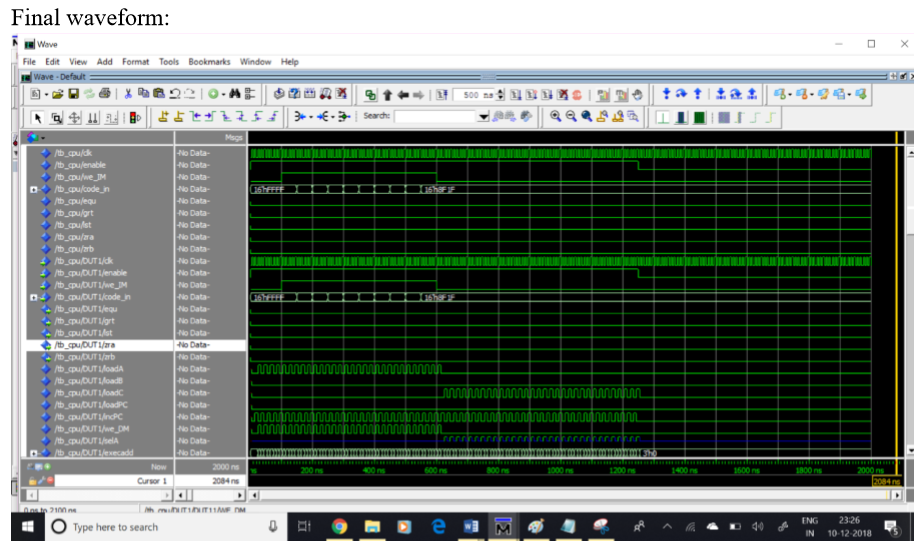 Final waveform:
Wave
File Edit View Add Format Tools Bookmarks Window Help
Wave - Default
500 ns
Search:
Msgs
/tb_cpu/clk -No Data-
/tb_cpu/enable -No Data-
/tb_cpu/we_IM -No Data-
/tb_cpu/code_in -No Data- 16'hFFFF 16'h8F1F
/tb_cpu/equ -No Data-
/tb_cpu/grt -No Data-
/tb_cpu/lst -No Data-
/tb_cpu/zra -No Data-
/tb_cpu/zrb -No Data-
/tb_cpu/DUT1/clk -No Data-
/tb_cpu/DUT1/enable -No Data-
/tb_cpu/DUT1/we_IM -No Data-
/tb_cpu/DUT1/code_in -No Data- 16'hFFFF 16'h8F1F
/tb_cpu/DUT1/equ -No Data-
/tb_cpu/DUT1/grt -No Data-
/tb_cpu/DUT1/lst -No Data-
/tb_cpu/DUT1/zra -No Data-
/tb_cpu/DUT1/zrb -No Data-
/tb_cpu/DUT1/loadA -No Data-
/tb_cpu/DUT1/loadB -No Data-
/tb_cpu/DUT1/loadC -No Data-
/tb_cpu/DUT1/loadPC -No Data-
/tb_cpu/DUT1/incPC -No Data-
/tb_cpu/DUT1/we_DM -No Data-
/tb_cpu/DUT1/selA -No Data-
/tb_cpu/DUT1/execadd -No Data- 7'h0
Now 2000 ns 200 ns 400 ns 600 ns 800 ns 1000 ns 1200 ns 1400 ns 1600 ns 1800 ns 2000 ns
Cursor 1 2084 ns 2084 ns
0 ns to 2100 ns
Type here to search
ENG 23:26
IN 10-12-2018
5